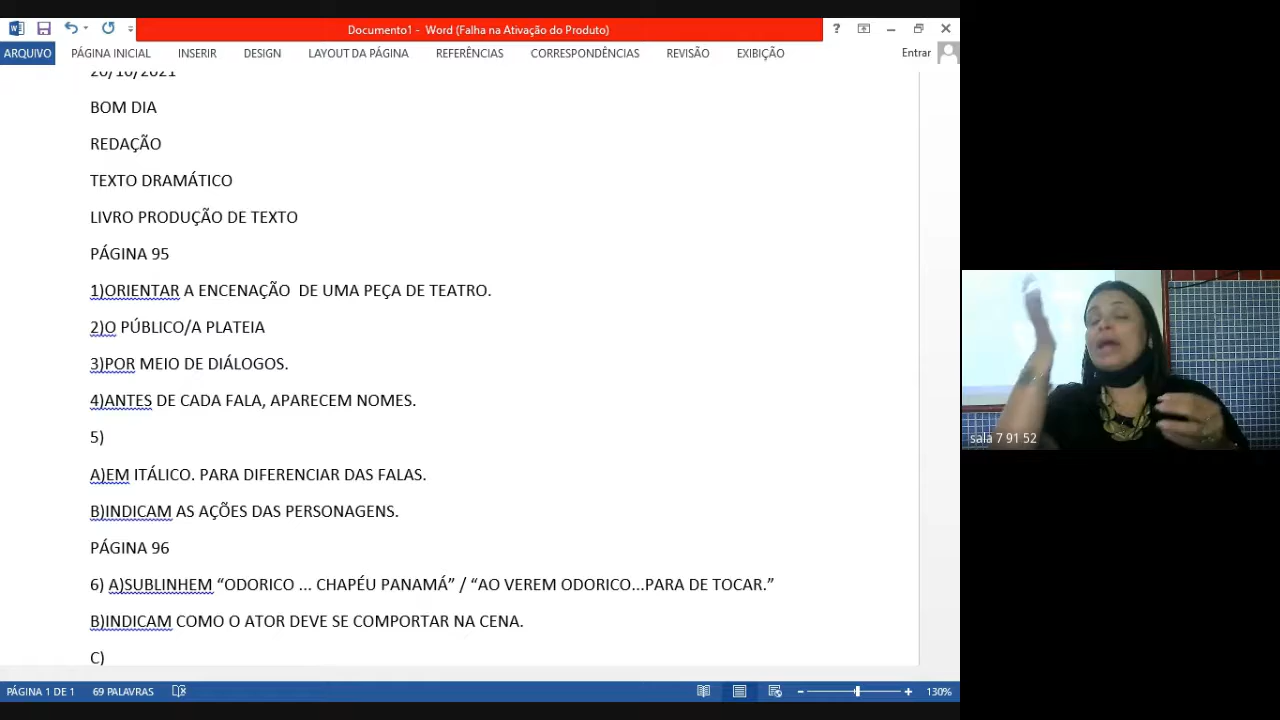 Documento1 - Word (Falha na Ativação do Produto)
ARQUIVO PÁGINA INICIAL INSERIR DESIGN LAYOUT DA PÁGINA REFERÊNCIAS CORRESPONDÊNCIAS REVISÃO EXIBIÇÃO Entrar
26/10/2021
BOM DIA
REDAÇÃO
TEXTO DRAMÁTICO
LIVRO PRODUÇÃO DE TEXTO
PÁGINA 95
1)ORIENTAR A ENCENAÇÃO DE UMA PEÇA DE TEATRO.
2)O PÚBLICO/A PLATEIA
3)POR MEIO DE DIÁLOGOS.
4)ANTES DE CADA FALA, APARECEM NOMES.
5)
A)EM ITÁLICO. PARA DIFERENCIAR DAS FALAS.
B)INDICAM AS AÇÕES DAS PERSONAGENS.
PÁGINA 96
6) A)SUBLINHEM “ODORICO ... CHAPÉU PANAMÁ” / “AO VEREM ODORICO...PARA DE TOCAR.”
B)INDICAM COMO O ATOR DEVE SE COMPORTAR NA CENA.
C)
sala 7 91 52
PÁGINA 1 DE 1 69 PALAVRAS 130%